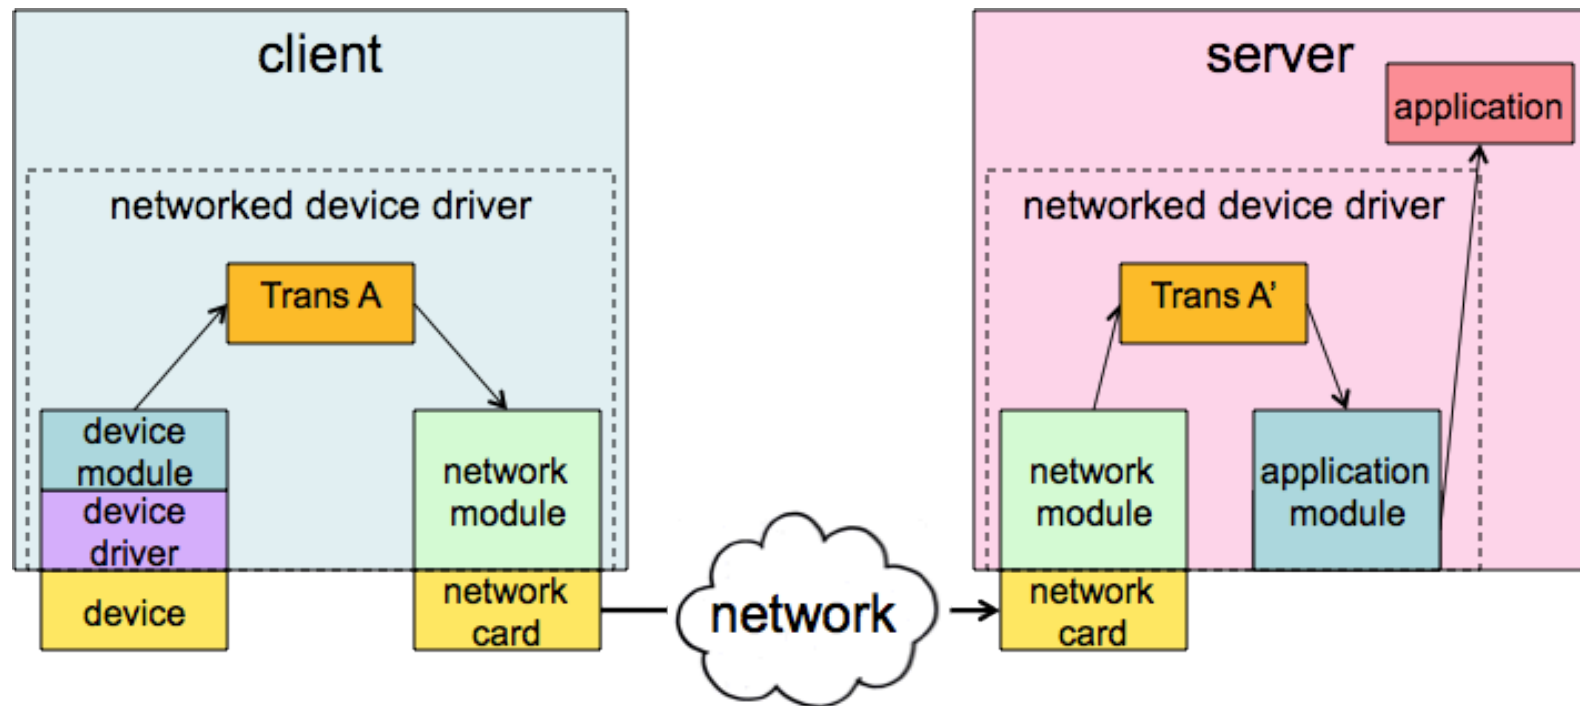 client
networked device driver
Trans A
device
module
device
driver
device
network
module
network
card
network
server
application
networked device driver
Trans A’
network
module
network
card
application
module